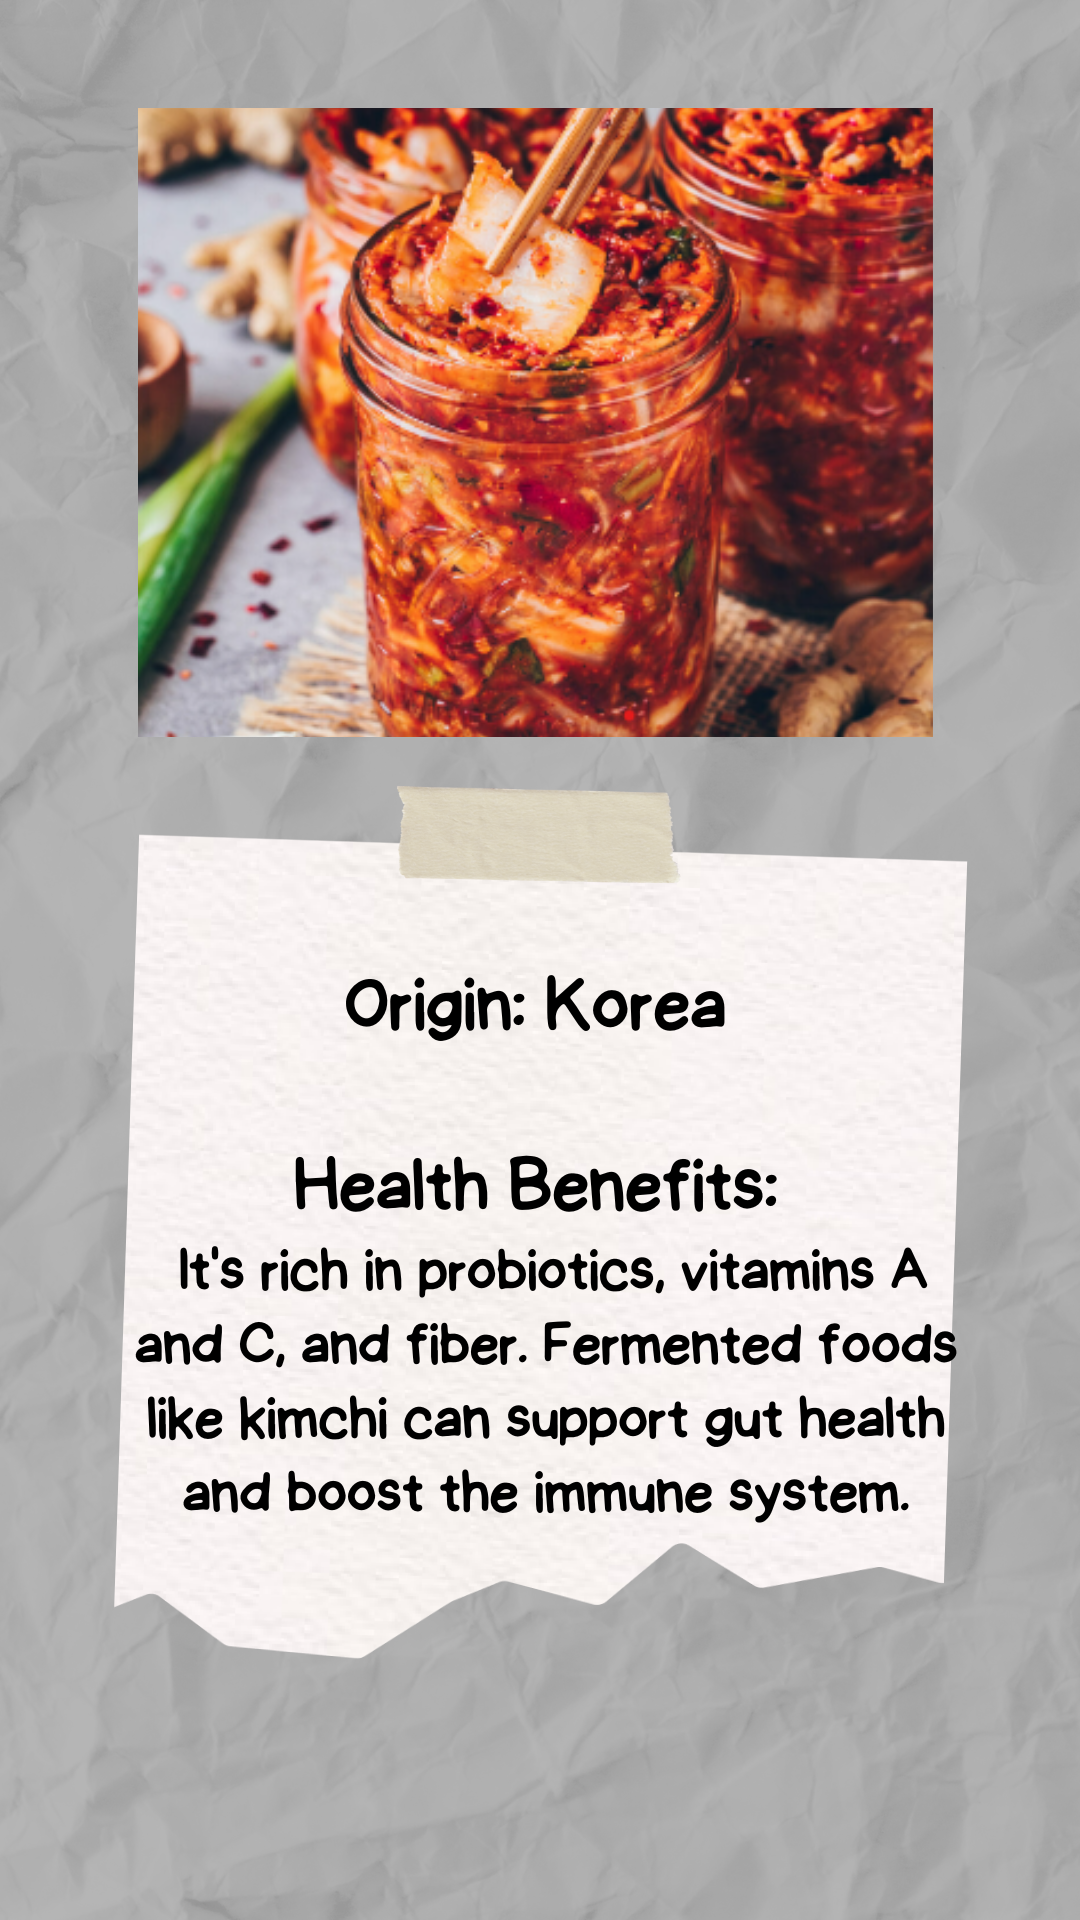 Origin: Korea
Health Benefits:
It's rich in probiotics, vitamins A
and C, and fiber. Fermented foods
like kimchi can support gut health
and boost the immune system.